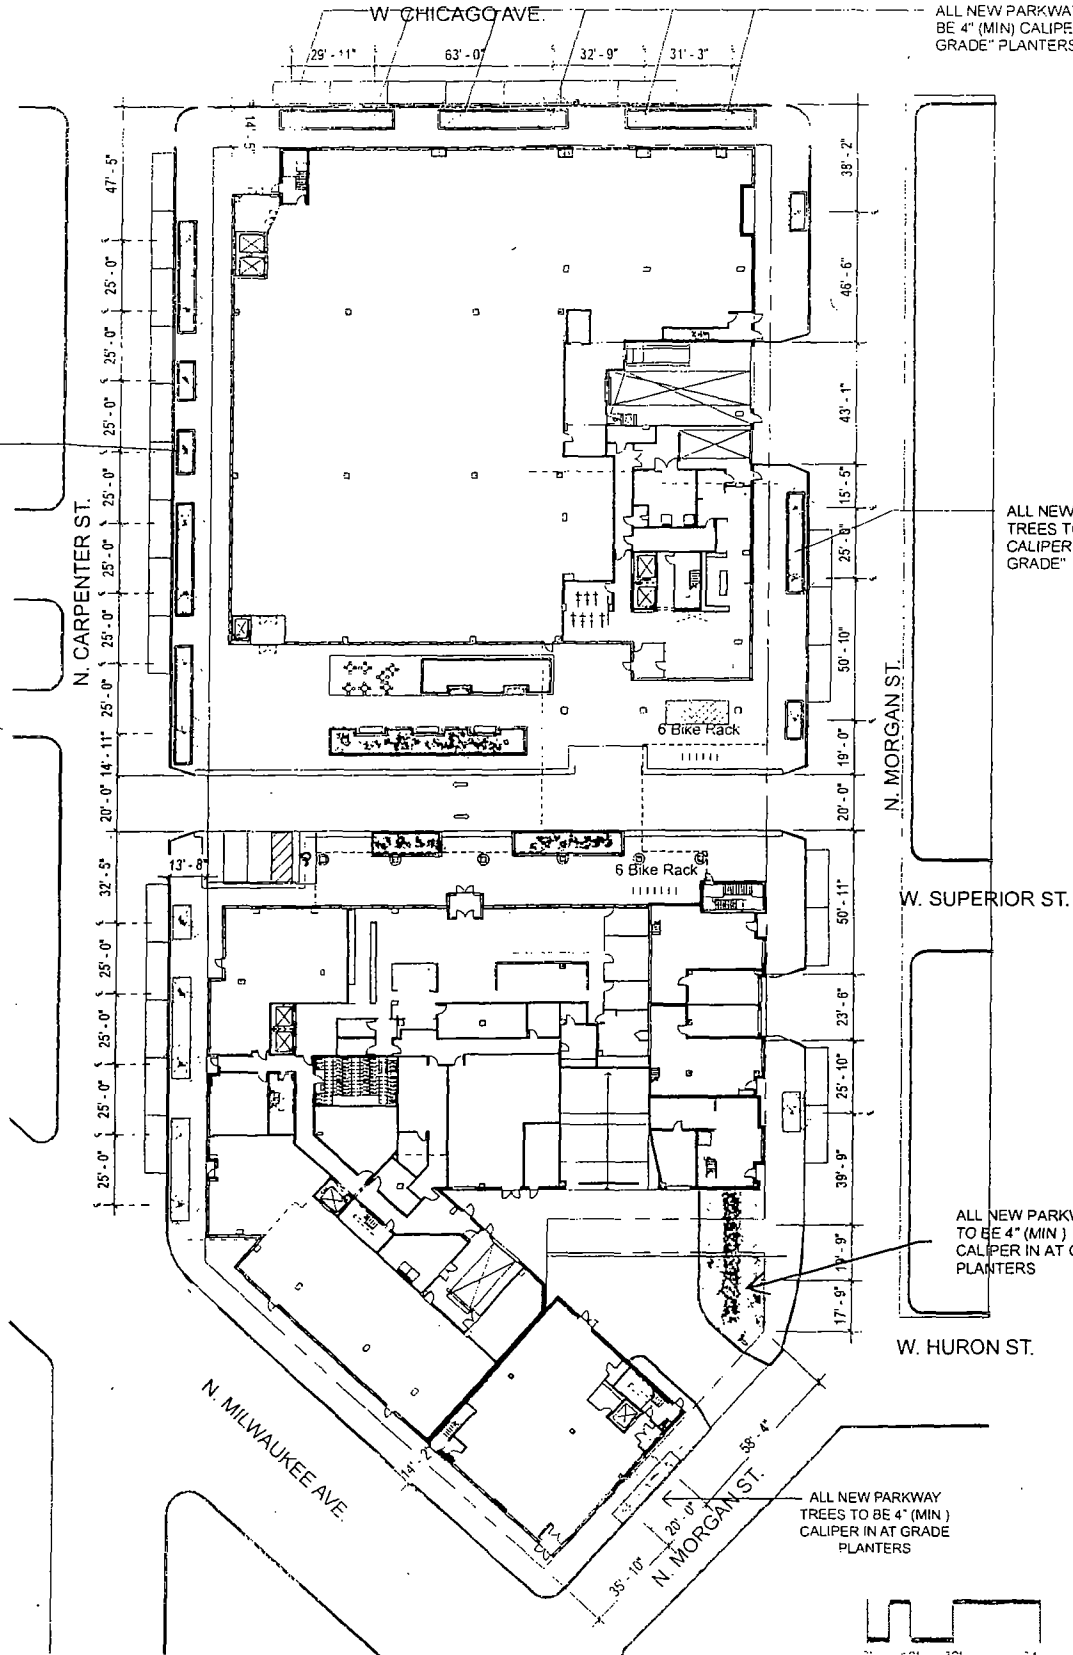 W. CHICAGO AVE.
ALL NEW PARKWAY
BE 4" (MIN) CALIPE
GRADE" PLANTERS
29' - 11"
63' - 0"
32' - 9"
31' - 3"
14' - 5"
47' - 5"
38' - 2"
25' - 0"
46' - 6"
25' - 0"
25' - 0"
43' - 1"
25' - 0"
15' - 5"
ALL NEW
TREES TO
CALIPER
GRADE"
25' - 0"
25' - 0"
N. CARPENTER ST.
25' - 0"
50' - 10"
25' - 0"
N. MORGAN ST.
6 Bike Rack
14' - 11"
19' - 0"
20' - 0"
20' - 0"
13' - 8"
32' - 5"
6 Bike Rack
50' - 11"
W. SUPERIOR ST.
25' - 0"
23' - 6"
25' - 0"
25' - 10"
25' - 0"
25' - 0"
39' - 9"
ALL NEW PARKW
TO BE 4" (MIN )
CALIPER IN AT G
PLANTERS
17' - 9"
W. HURON ST.
N. MILWAUKEE AVE.
14' - 2"
58' - 4"
20' - 0"
35' - 10"
N. MORGAN ST.
ALL NEW PARKWAY
TREES TO BE 4" (MIN )
CALIPER IN AT GRADE
PLANTERS